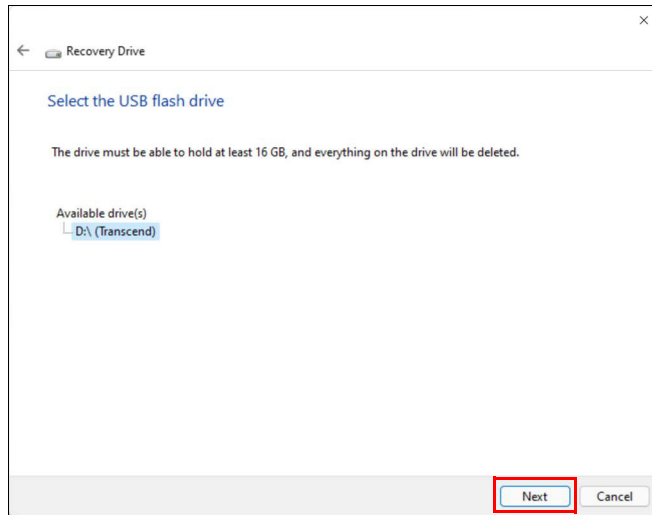 Recovery Drive
Select the USB flash drive
The drive must be able to hold at least 16 GB, and everything on the drive will be deleted.
Available drive(s)
D:\ (Transcend)
Next Cancel